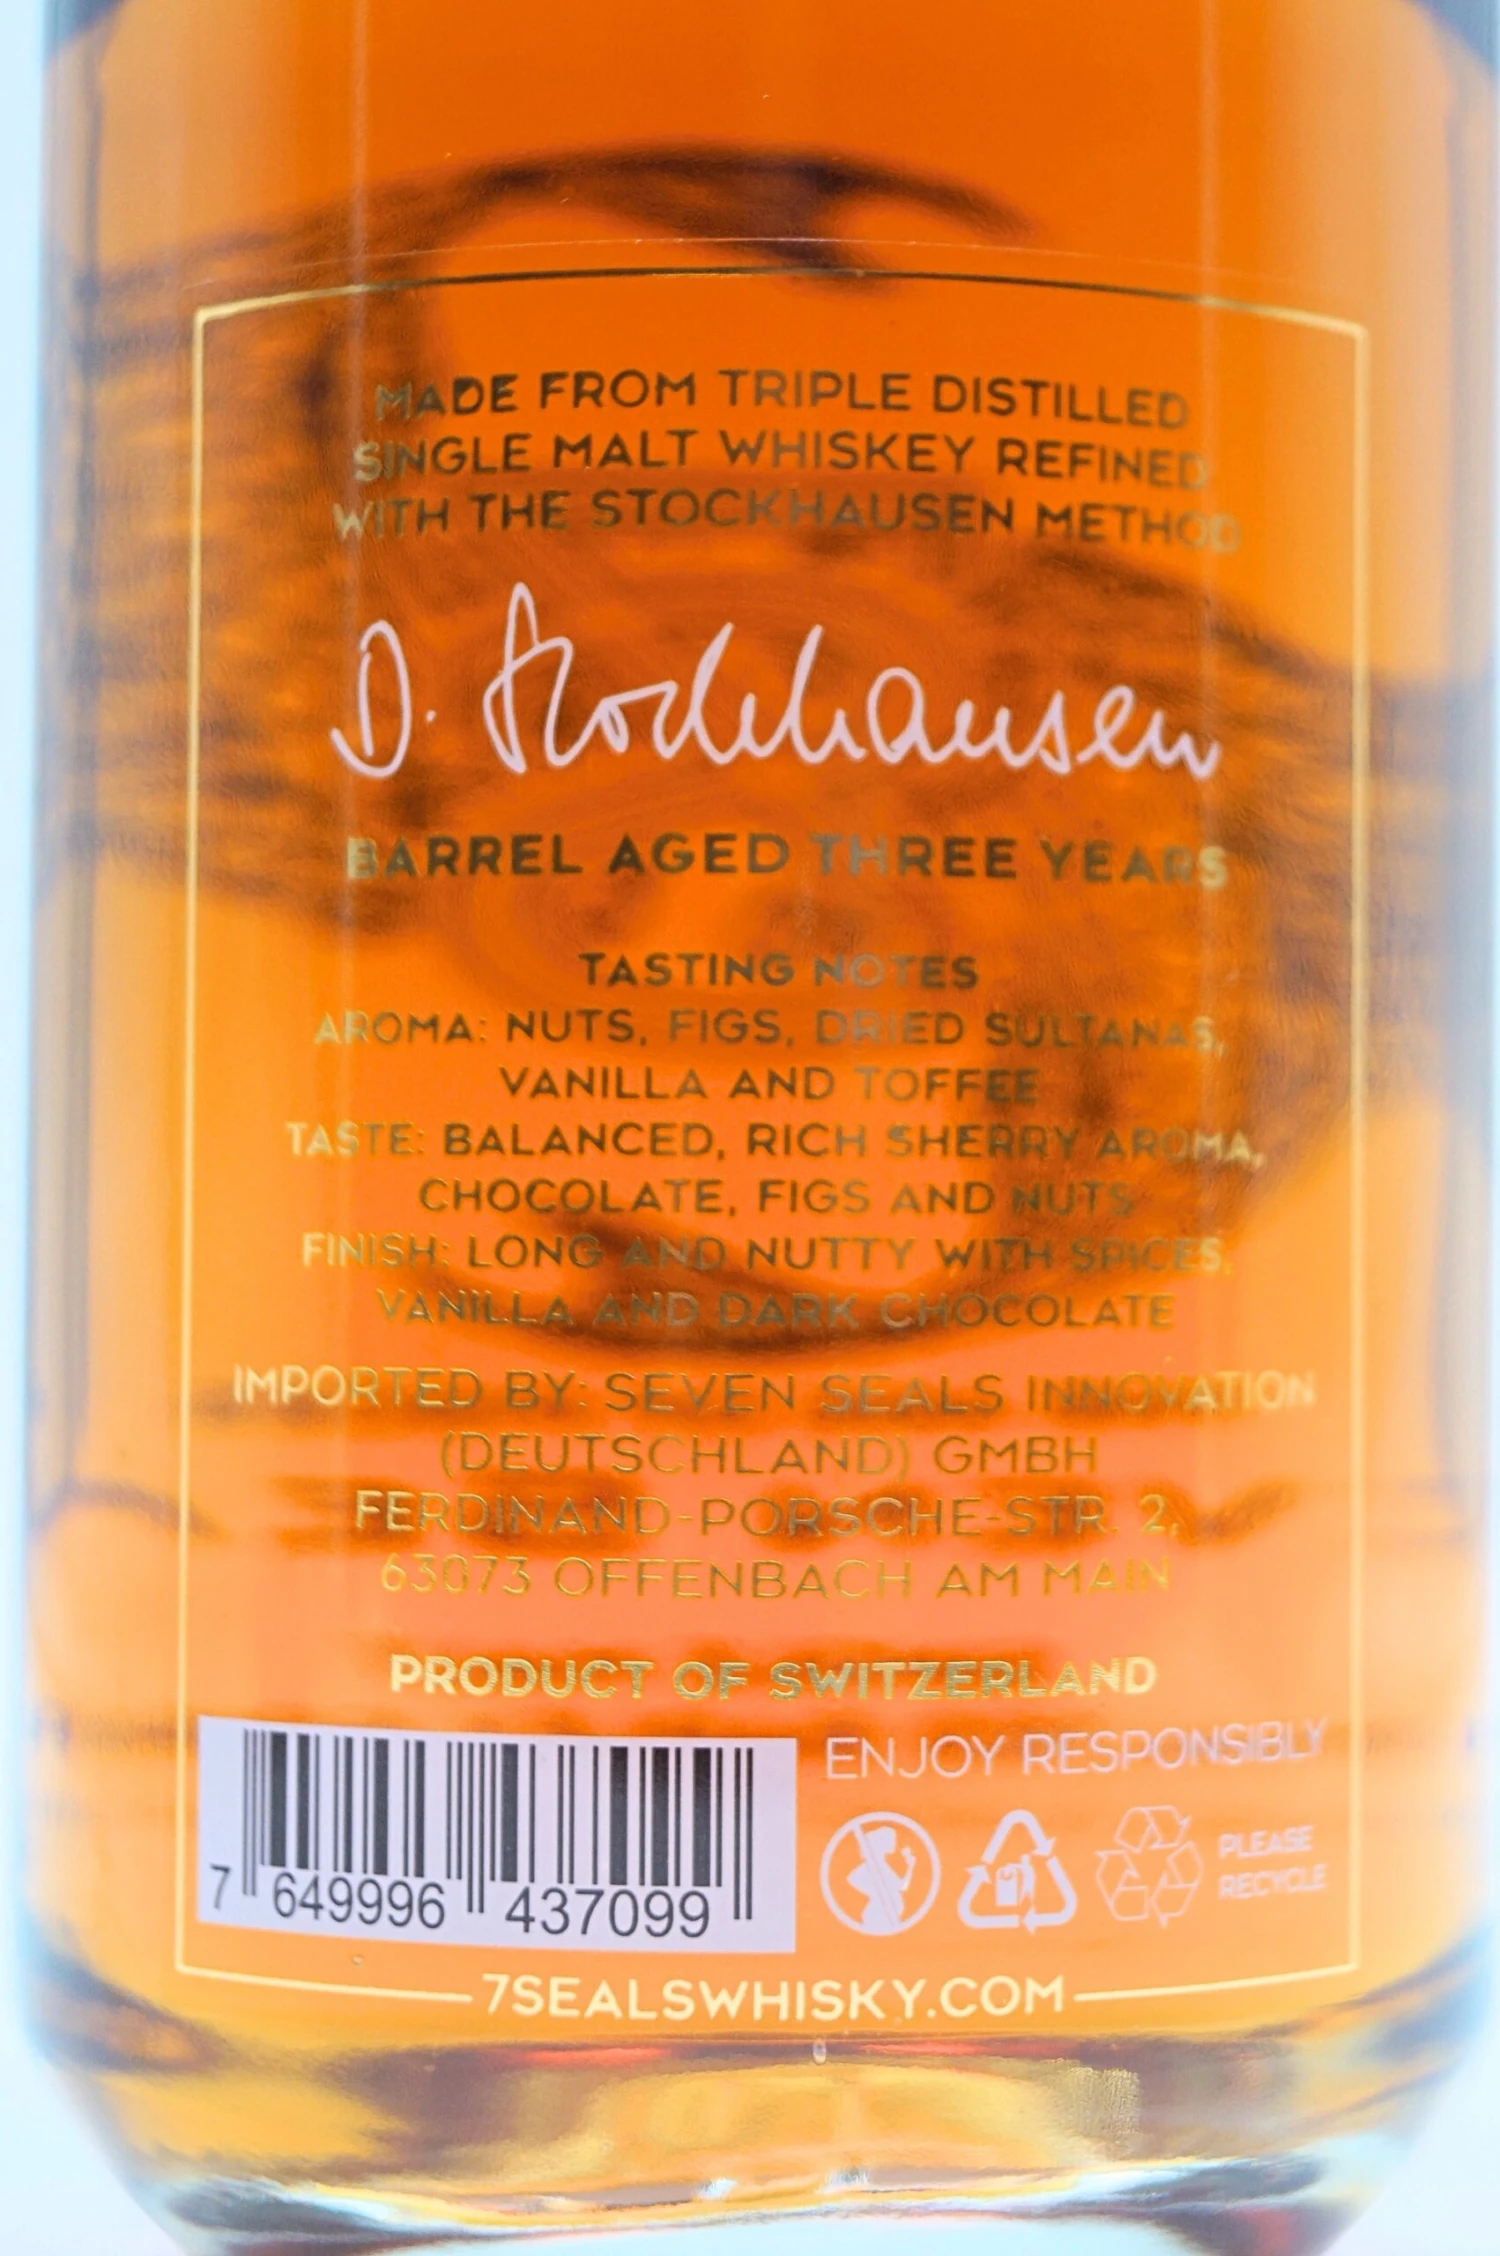 MADE FROM TRIPLE DISTILLED
SINGLE MALT WHISKEY REFINED
WITH THE STOCKHAUSEN METHOD
D. Stockhausen
BARREL AGED THREE YEARS
TASTING NOTES
AROMA: NUTS, FIGS, DRIED SULTANAS,
VANILLA AND TOFFEE
TASTE: BALANCED, RICH SHERRY AROMA,
CHOCOLATE, FIGS AND NUTS
FINISH: LONG AND NUTTY WITH SPICES,
VANILLA AND DARK CHOCOLATE
IMPORTED BY: SEVEN SEALS INNOVATION
(DEUTSCHLAND) GMBH
FERDINAND-PORSCHE-STR. 2,
63073 OFFENBACH AM MAIN
PRODUCT OF SWITZERLAND
ENJOY RESPONSIBLY
PLEASE
RECYCLE
7 649996 437099
7SEALSWHISKY.COM